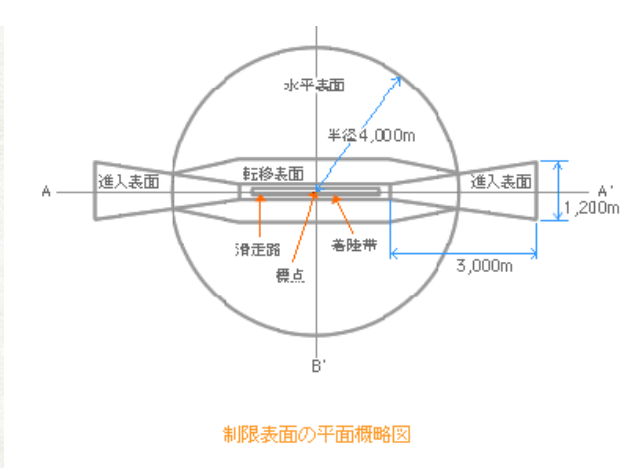 水平表面
半径4,000m
進入表面
転移表面
進入表面
A
A'
1,200m
滑走路
着陸帯
標点
3,000m
B'
制限表面の平面概略図